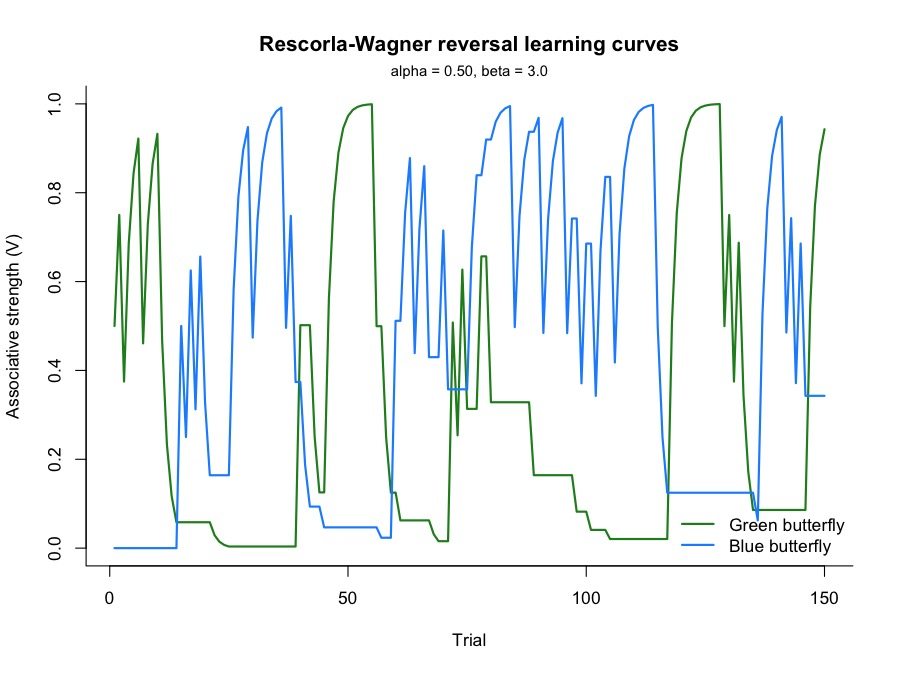 Rescorla-Wagner reversal learning curves
alpha = 0.50, beta = 3.0
Associative strength (V)
1.0
0.8
0.6
0.4
0.2
0.0
Green butterfly
Blue butterfly
0 50 100 150
Trial